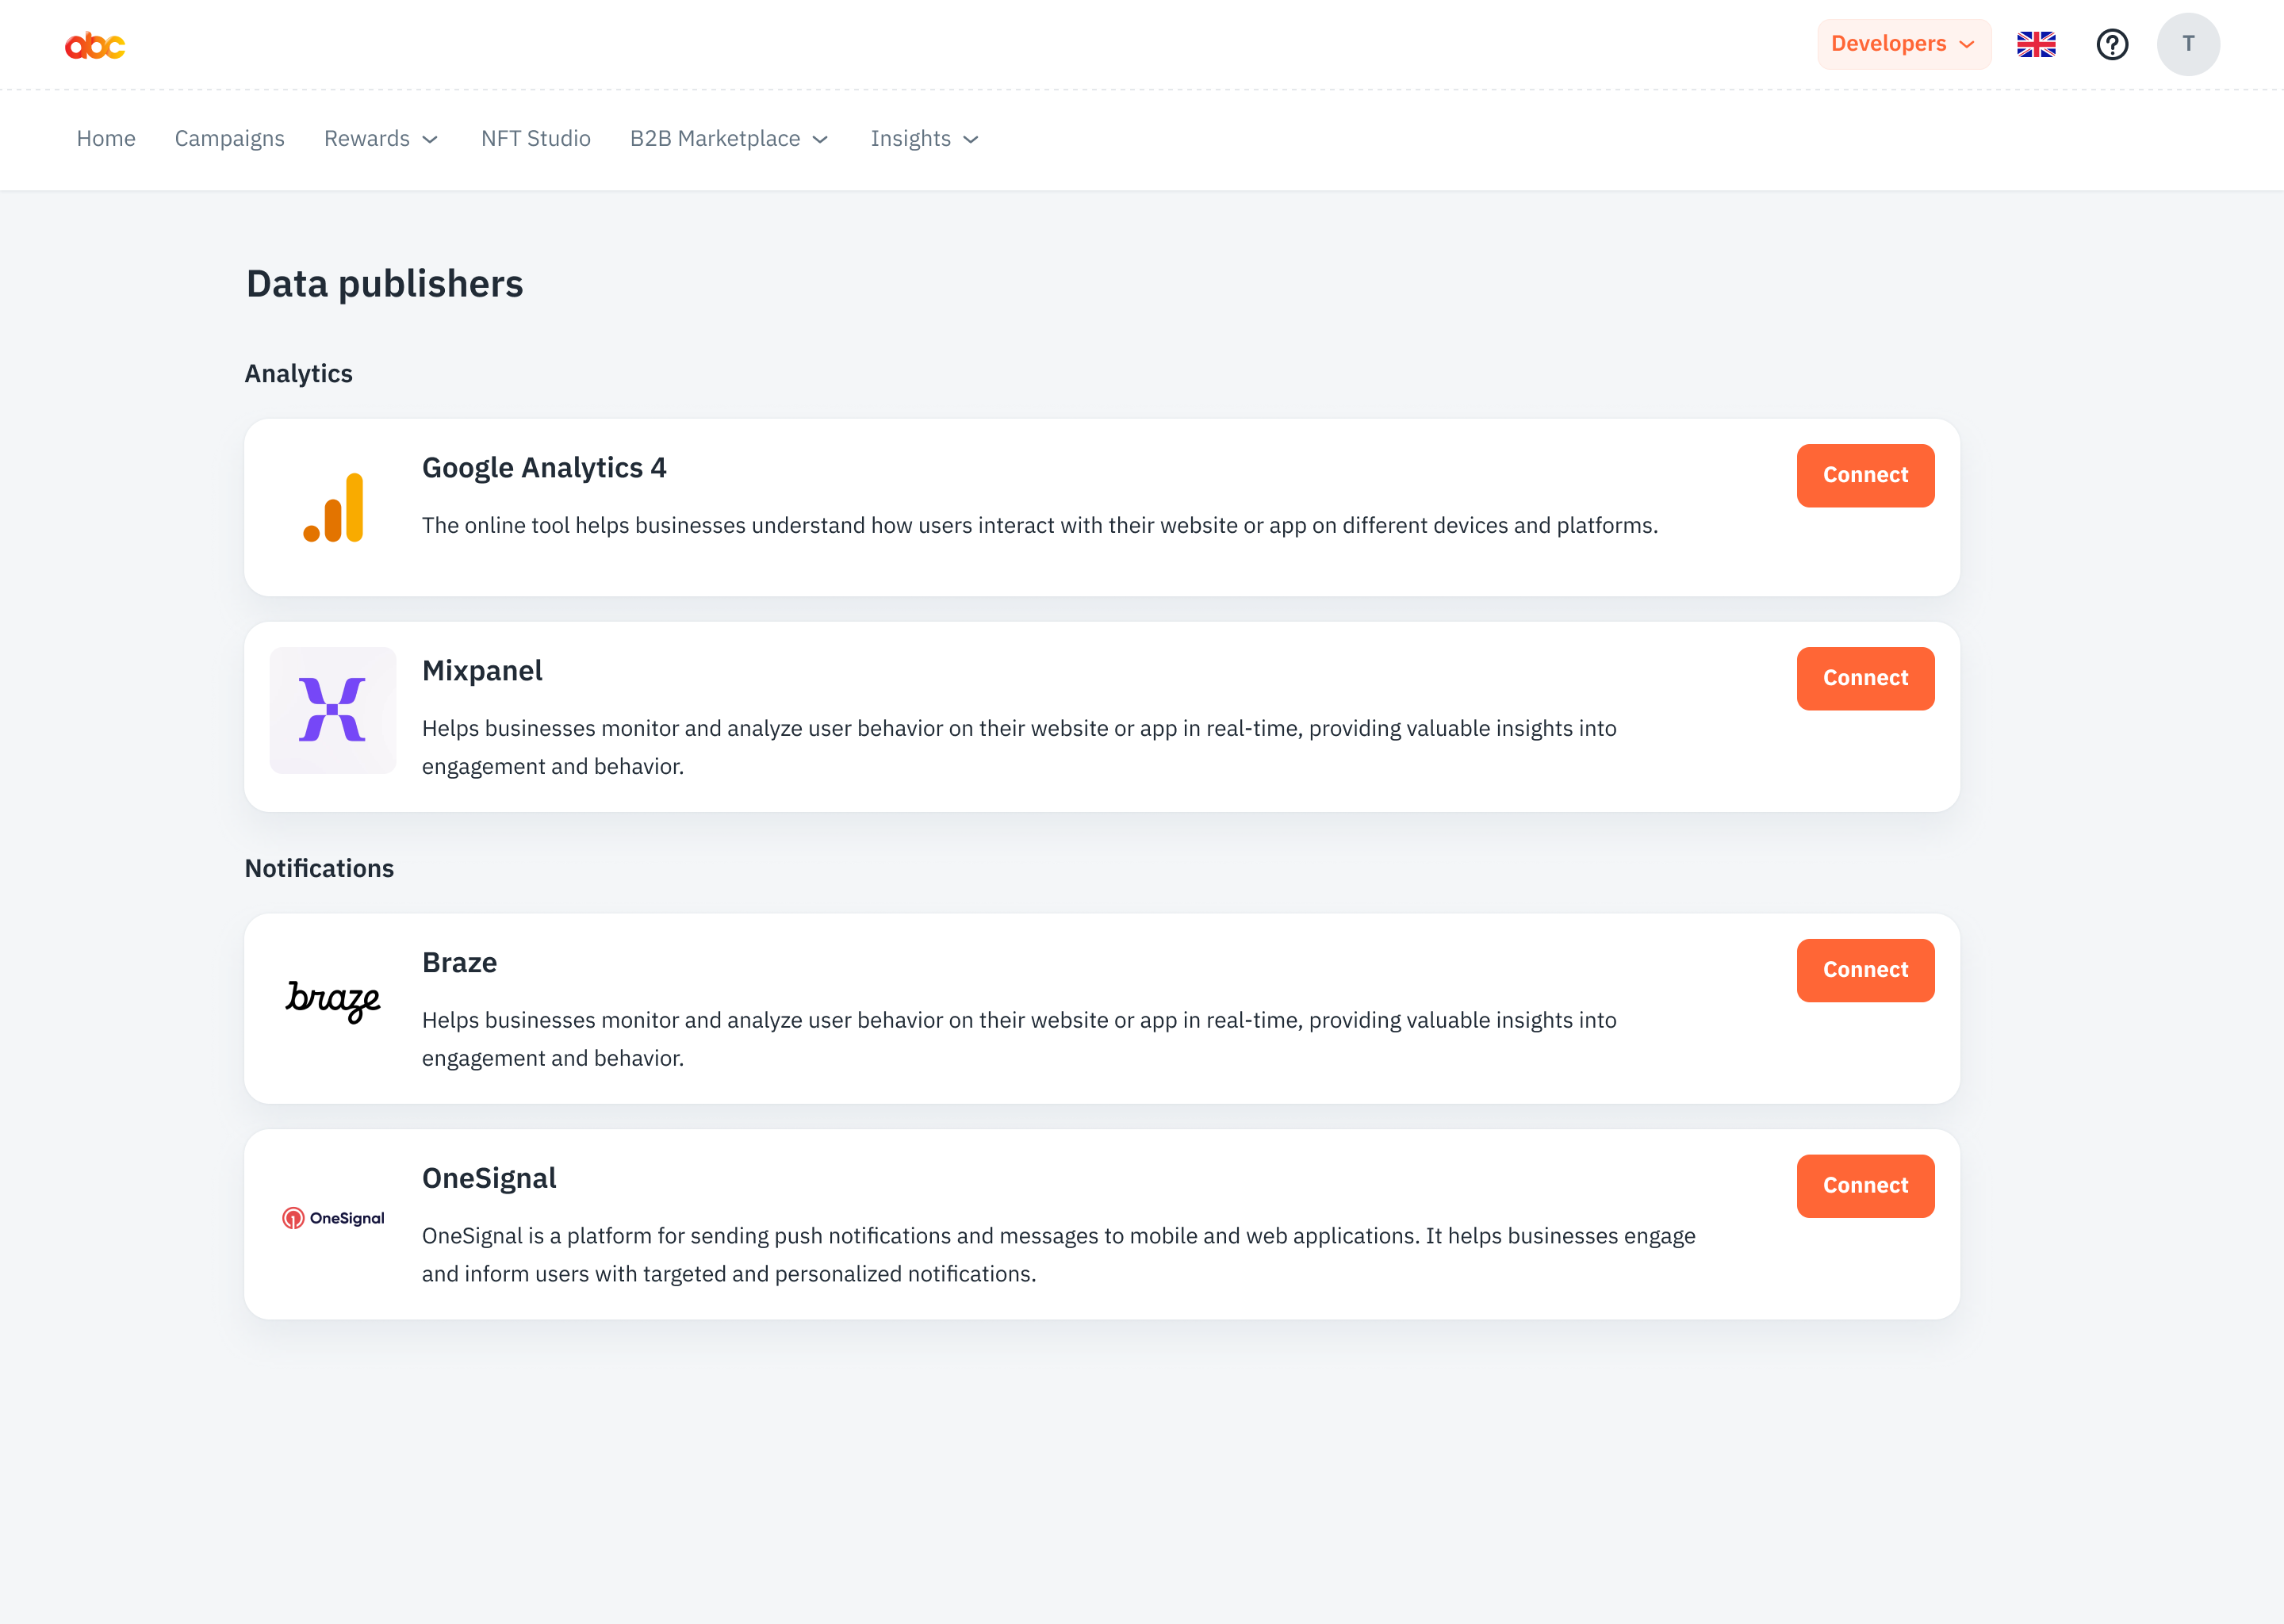 abc
Developers
T
Home Campaigns Rewards NFT Studio B2B Marketplace Insights
Data publishers
Analytics
Google Analytics 4
Connect
The online tool helps businesses understand how users interact with their website or app on different devices and platforms.
Mixpanel
Connect
Helps businesses monitor and analyze user behavior on their website or app in real-time, providing valuable insights into
engagement and behavior.
Notifications
braze
Braze
Connect
Helps businesses monitor and analyze user behavior on their website or app in real-time, providing valuable insights into
engagement and behavior.
OneSignal
OneSignal
Connect
OneSignal is a platform for sending push notifications and messages to mobile and web applications. It helps businesses engage
and inform users with targeted and personalized notifications.